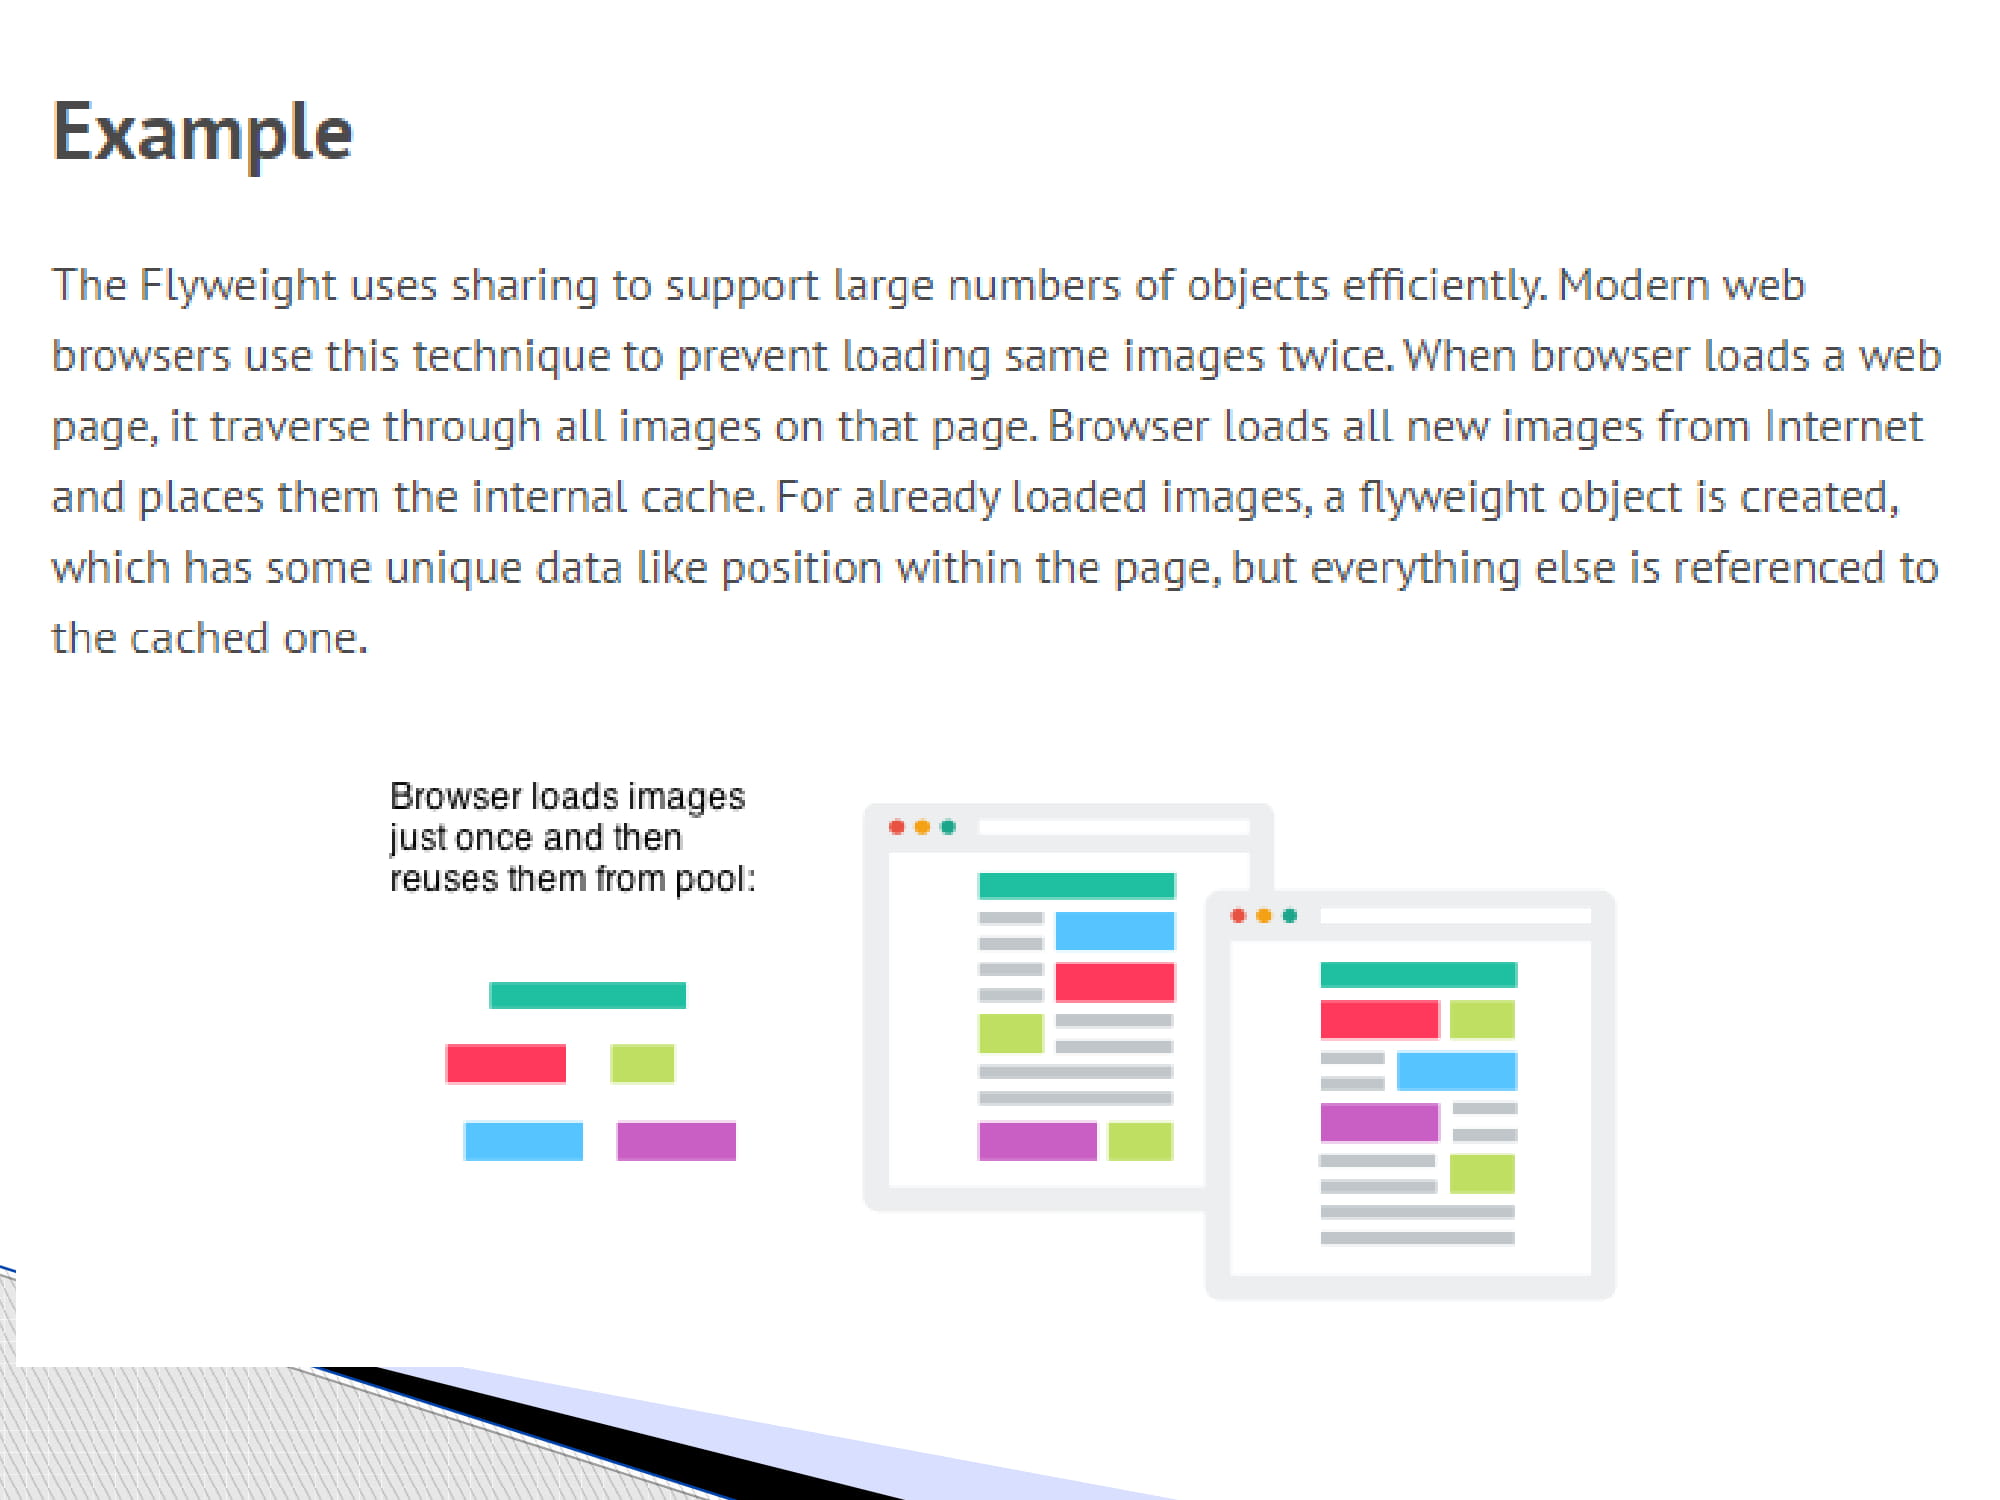 Example
The Flyweight uses sharing to support large numbers of objects efficiently. Modern web
browsers use this technique to prevent loading same images twice. When browser loads a web
page, it traverse through all images on that page. Browser loads all new images from Internet
and places them the internal cache. For already loaded images, a flyweight object is created,
which has some unique data like position within the page, but everything else is referenced to
the cached one.
Browser loads images
just once and then
reuses them from pool: